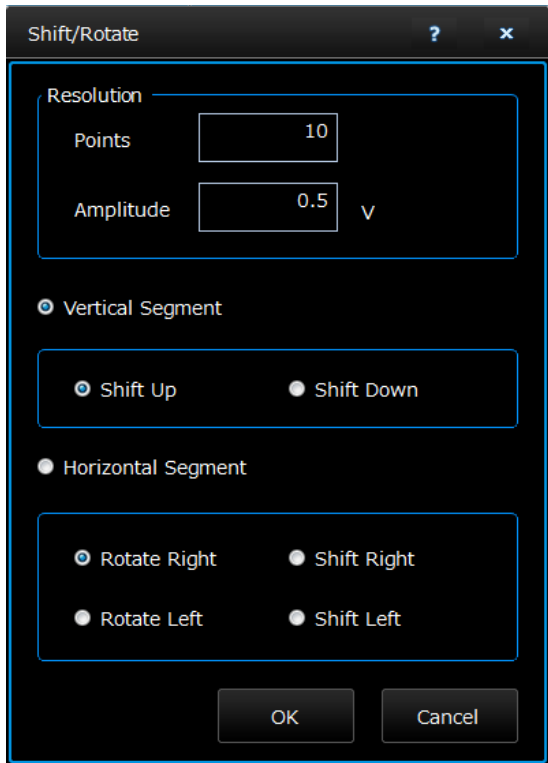 Shift/Rotate ? ×
Resolution
Points 10
Amplitude 0.5 V
Vertical Segment
Shift Up Shift Down
Horizontal Segment
Rotate Right Shift Right
Rotate Left Shift Left
OK Cancel